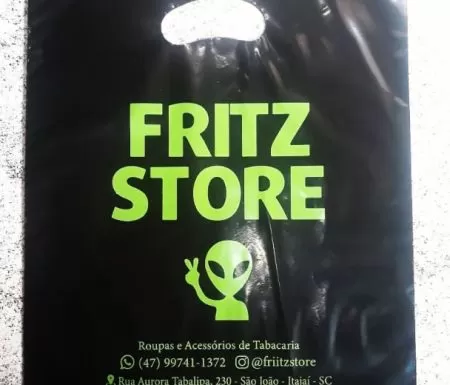 FRITZ
STORE
Roupas e Acessórios de Tabacaria
(47) 99741-1372 @friitzstore
Rua Aurora Tabalipa, 230 - São João - Itajaí - SC